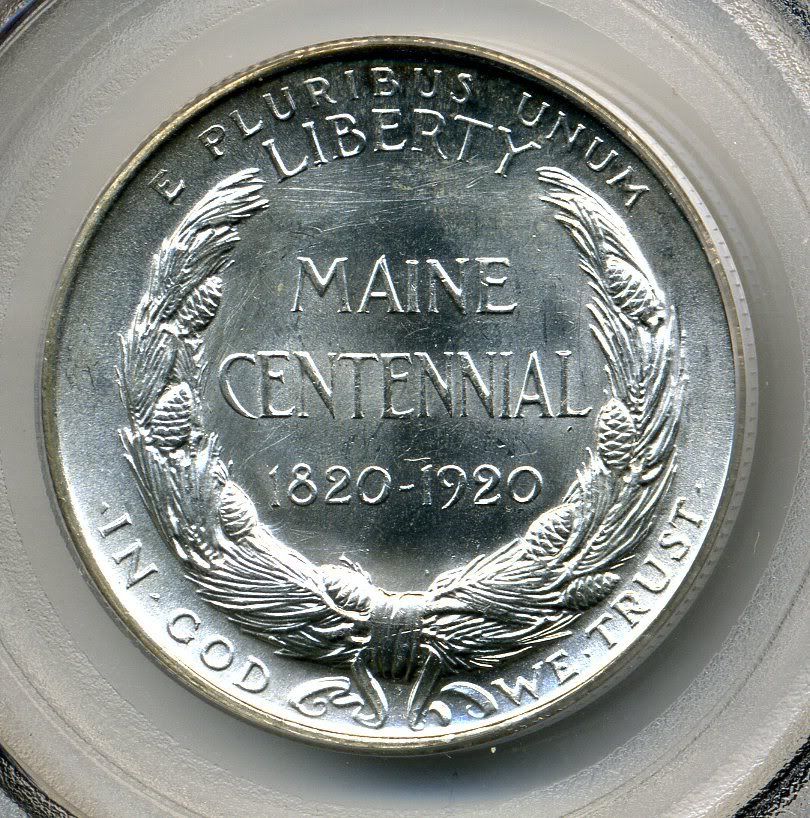 E PLURIBUS UNUM
LIBERTY
MAINE
CENTENNIAL
1820-1920
·IN·GOD WE·TRUST·